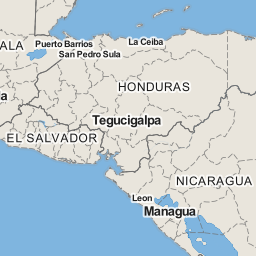 La Ceiba
Puerto Barrios
ALA
San Pedro Sula
HONDURAS
a
Tegucigalpa
EL SALVADOR
NICARAGUA
Leon
Managua